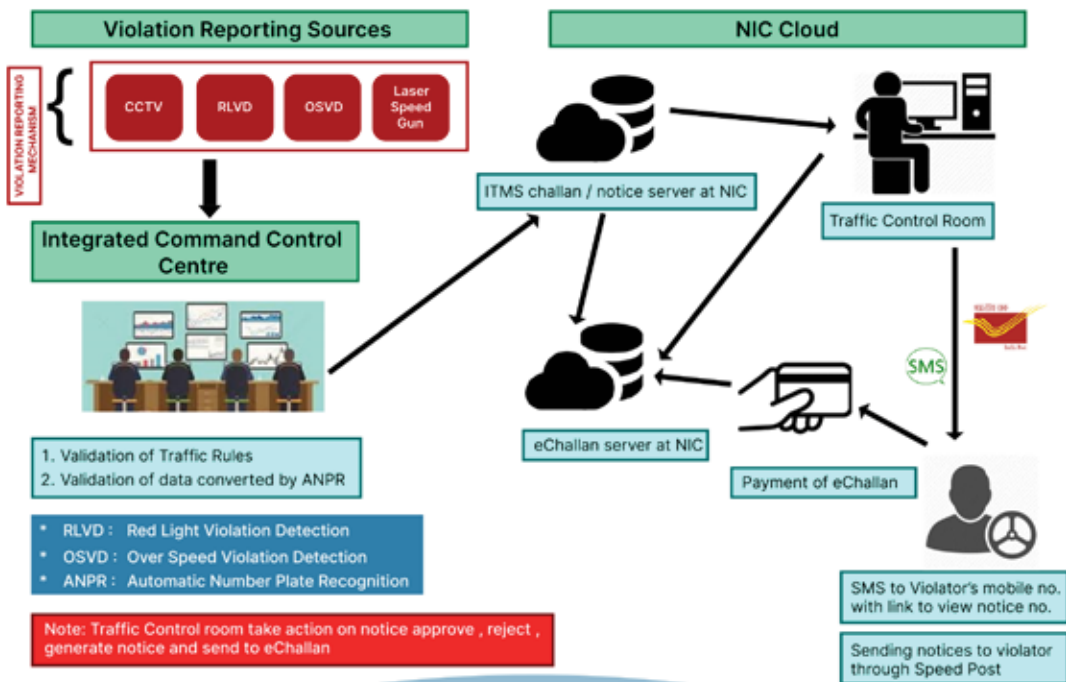 Violation Reporting Sources
NIC Cloud
VIOLATION REPORTING
MECHANISM
CCTV
RLVD
OSVD
Laser
Speed
Gun
ITMS challan / notice server at NIC
Traffic Control Room
Integrated Command Control
Centre
SMS
eChallan server at NIC
Payment of eChallan
1. Validation of Traffic Rules
2. Validation of data converted by ANPR
* RLVD : Red Light Violation Detection
* OSVD : Over Speed Violation Detection
* ANPR : Automatic Number Plate Recognition
SMS to Violator's mobile no.
with link to view notice no.
Note: Traffic Control room take action on notice approve , reject ,
generate notice and send to eChallan
Sending notices to violator
through Speed Post